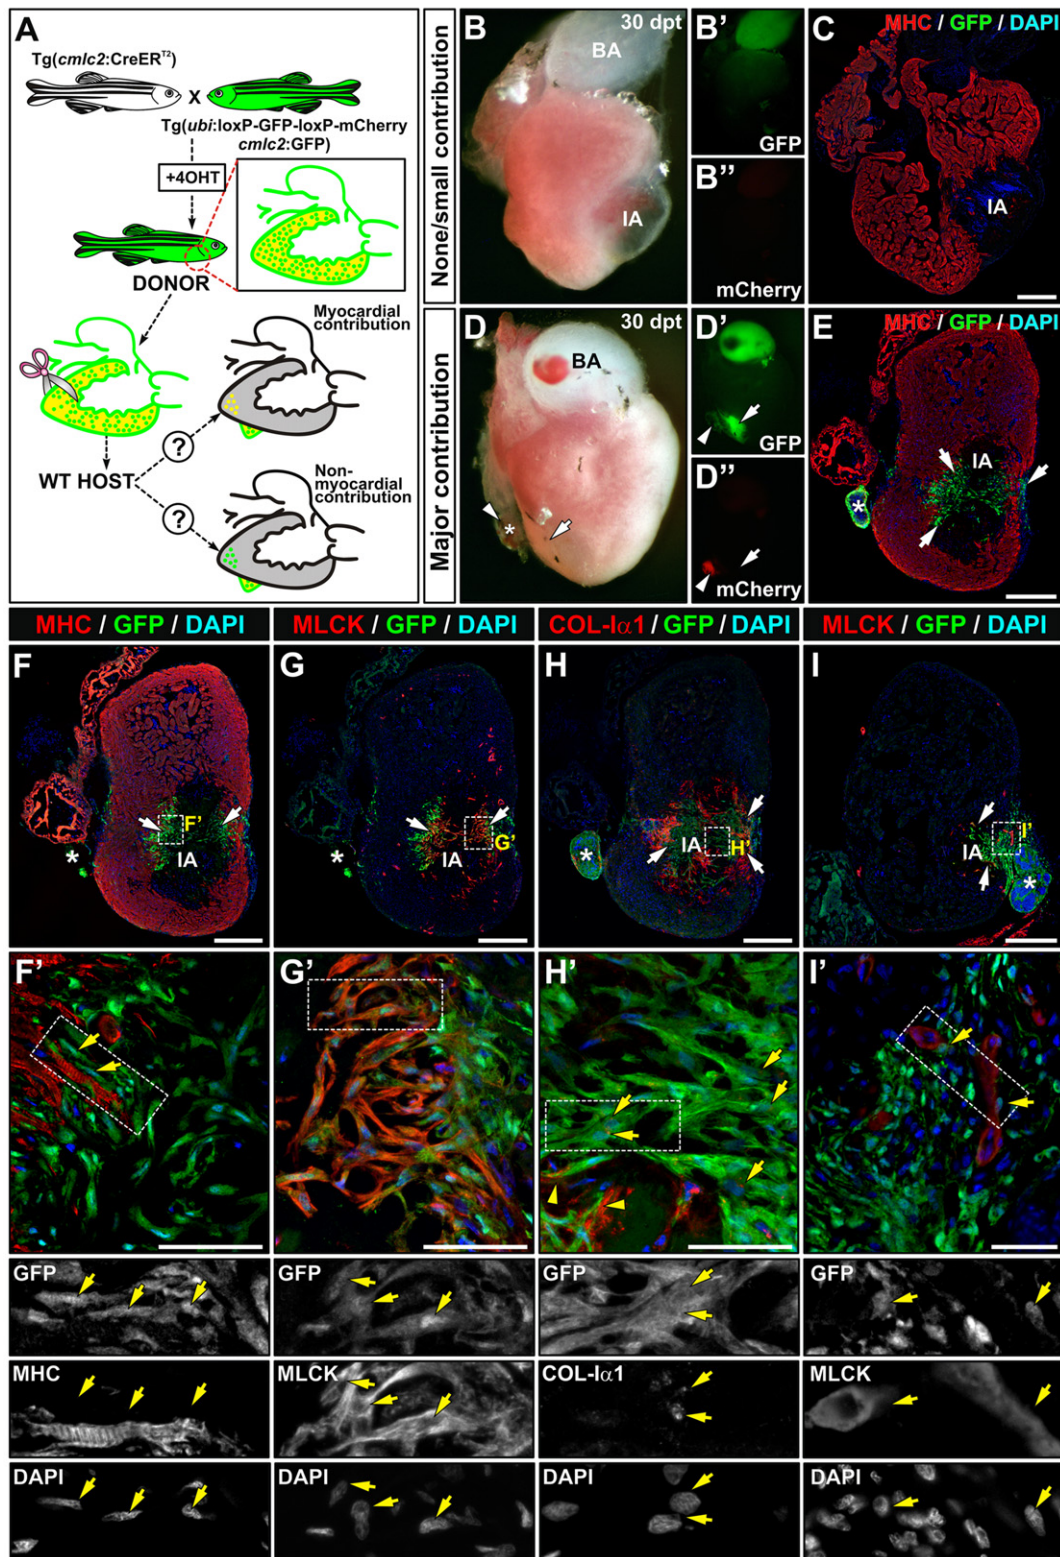 A
Tg(cmlc2:CreERT2)
X
Tg(ubi:loxP-GFP-loxP-mCherry
cmlc2:GFP)
+4OHT
DONOR
Myocardial
contribution
?
WT HOST
Non-
myocardial
contribution
?
None/small contribution
B
30 dpt
BA
IA
B'
GFP
B''
mCherry
C
MHC / GFP / DAPI
IA
Major contribution
D
30 dpt
BA
*
D'
GFP
D''
mCherry
E
MHC / GFP / DAPI
IA
*
MHC / GFP / DAPI
MLCK / GFP / DAPI
COL-Iα1 / GFP / DAPI
MLCK / GFP / DAPI
F
F'
IA
*
G
G'
*
H
IA
H'
*
I
IA
I'
*
F'
G'
H'
I'
GFP
GFP
GFP
GFP
MHC
MLCK
COL-Iα1
MLCK
DAPI
DAPI
DAPI
DAPI